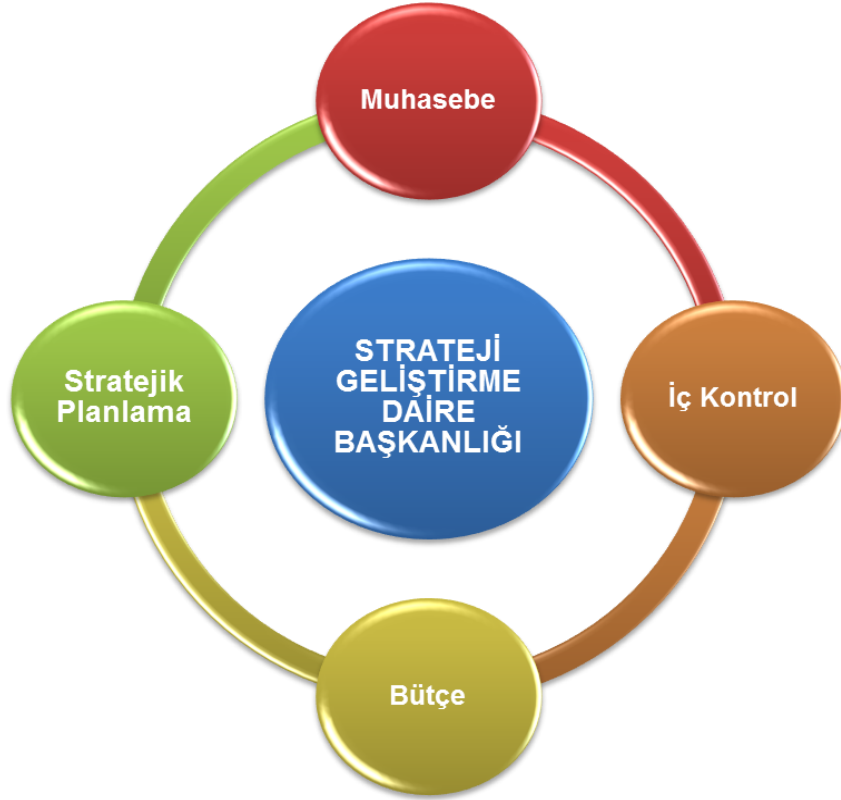 Muhasebe
Stratejik
Planlama
STRATEJİ
GELİŞTİRME
DAİRE
BAŞKANLIĞI
İç Kontrol
Bütçe